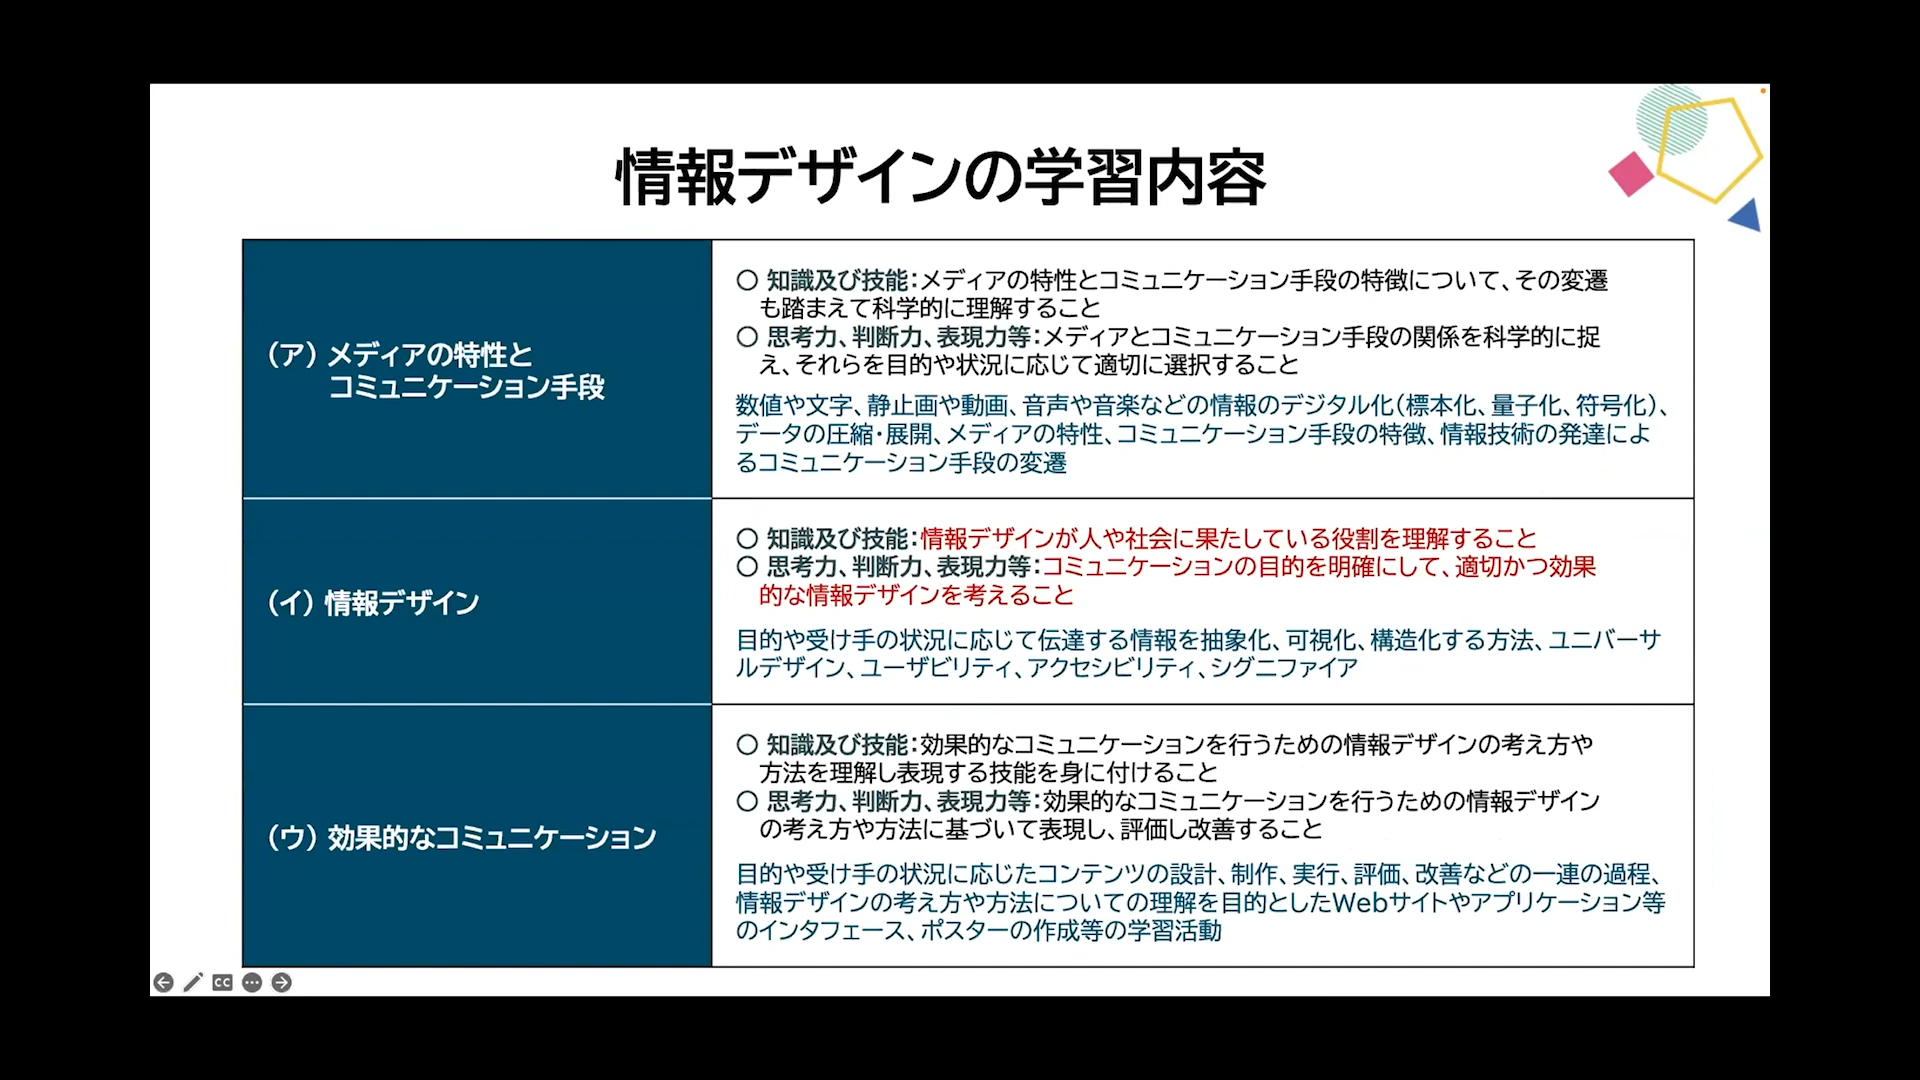 情報デザインの学習内容
（ア）メディアの特性と
コミュニケーション手段
○ 知識及び技能：メディアの特性とコミュニケーション手段の特徴について、その変遷
も踏まえて科学的に理解すること
○ 思考力、判断力、表現力等：メディアとコミュニケーション手段の関係を科学的に捉
え、それらを目的や状況に応じて適切に選択すること
数値や文字、静止画や動画、音声や音楽などの情報のデジタル化（標本化、量子化、符号化）、
データの圧縮・展開、メディアの特性、コミュニケーション手段の特徴、情報技術の発達によ
るコミュニケーション手段の変遷
（イ）情報デザイン
○ 知識及び技能：情報デザインが人や社会に果たしている役割を理解すること
○ 思考力、判断力、表現力等：コミュニケーションの目的を明確にして、適切かつ効果
的な情報デザインを考えること
目的や受け手の状況に応じて伝達する情報を抽象化、可視化、構造化する方法、ユニバーサ
ルデザイン、ユーザビリティ、アクセシビリティ、シグニファイア
（ウ）効果的なコミュニケーション
○ 知識及び技能：効果的なコミュニケーションを行うための情報デザインの考え方や
方法を理解し表現する技能を身に付けること
○ 思考力、判断力、表現力等：効果的なコミュニケーションを行うための情報デザイン
の考え方や方法に基づいて表現し、評価し改善すること
目的や受け手の状況に応じたコンテンツの設計、制作、実行、評価、改善などの一連の過程、
情報デザインの考え方や方法についての理解を目的としたWebサイトやアプリケーション等
のインタフェース、ポスターの作成等の学習活動
CC